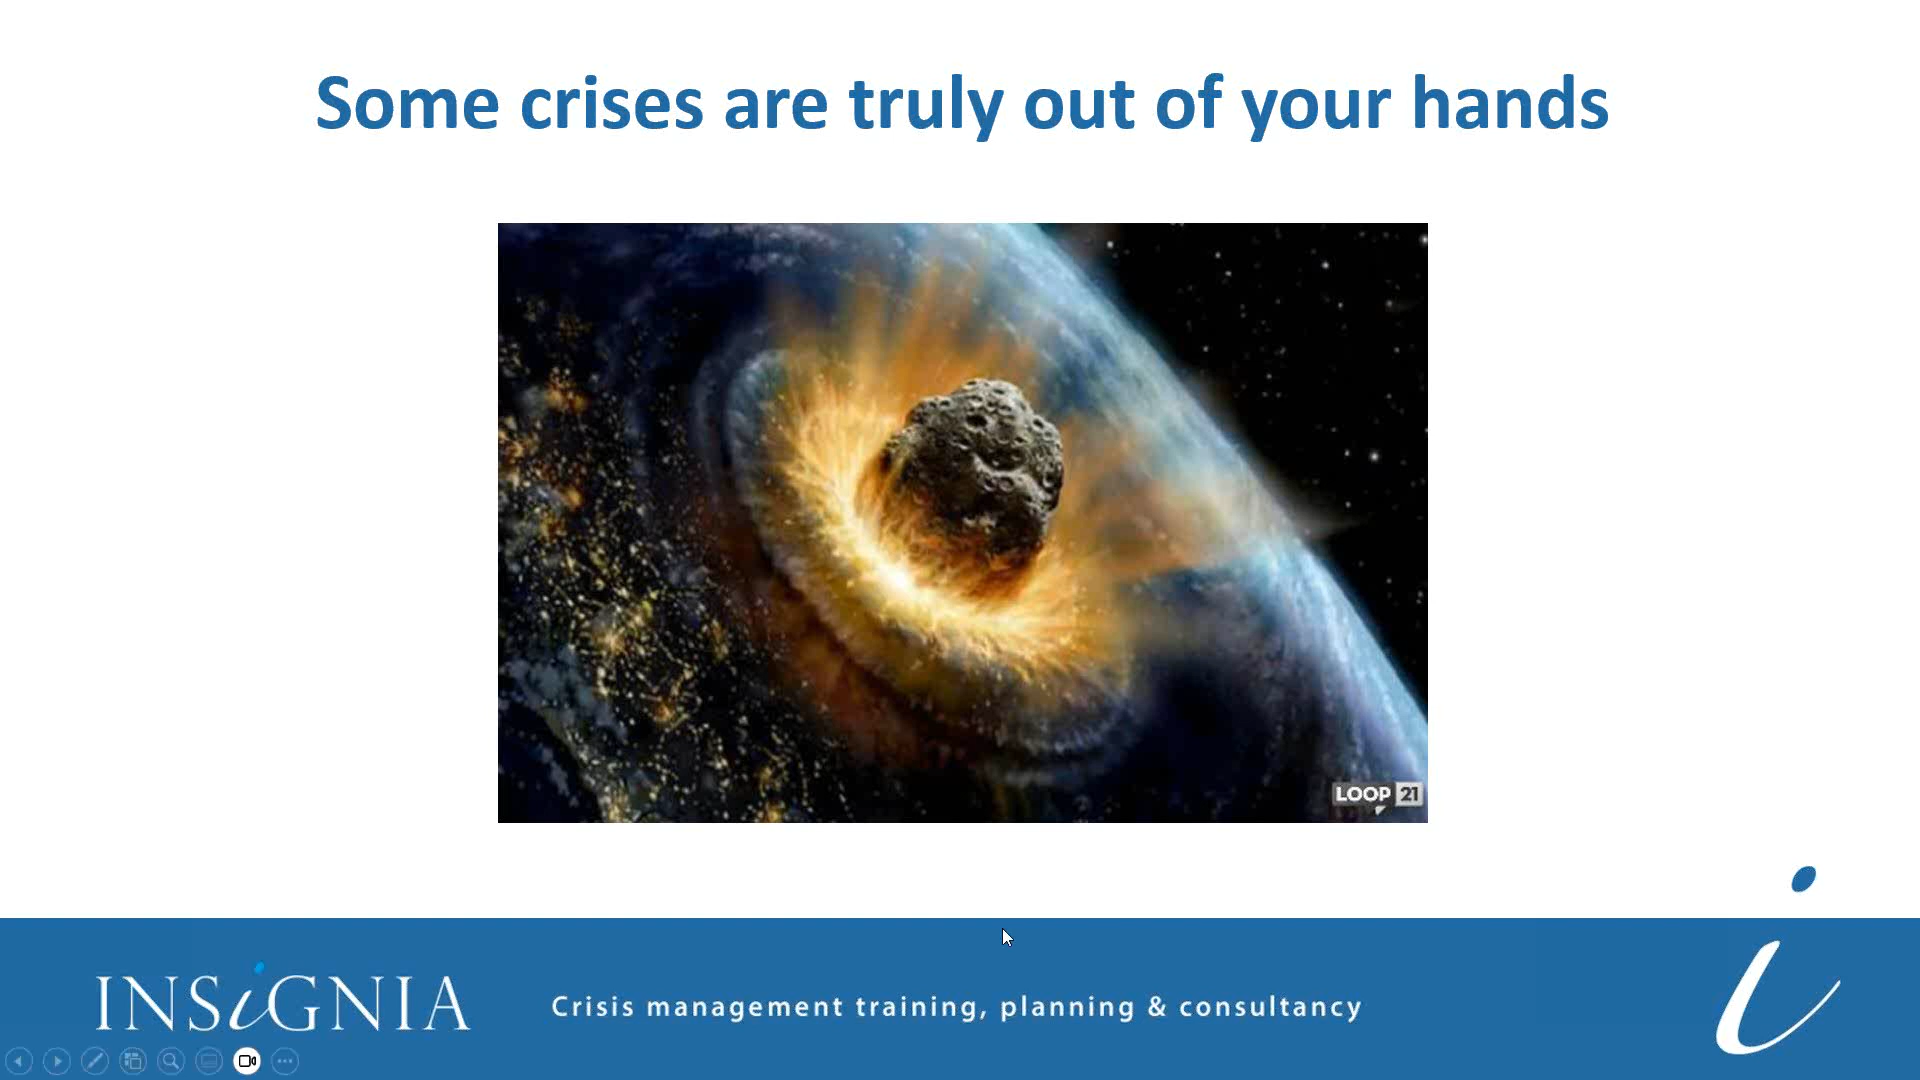 Some crises are truly out of your hands
LOOP 21
INSiGNIA
Crisis management training, planning & consultancy
i